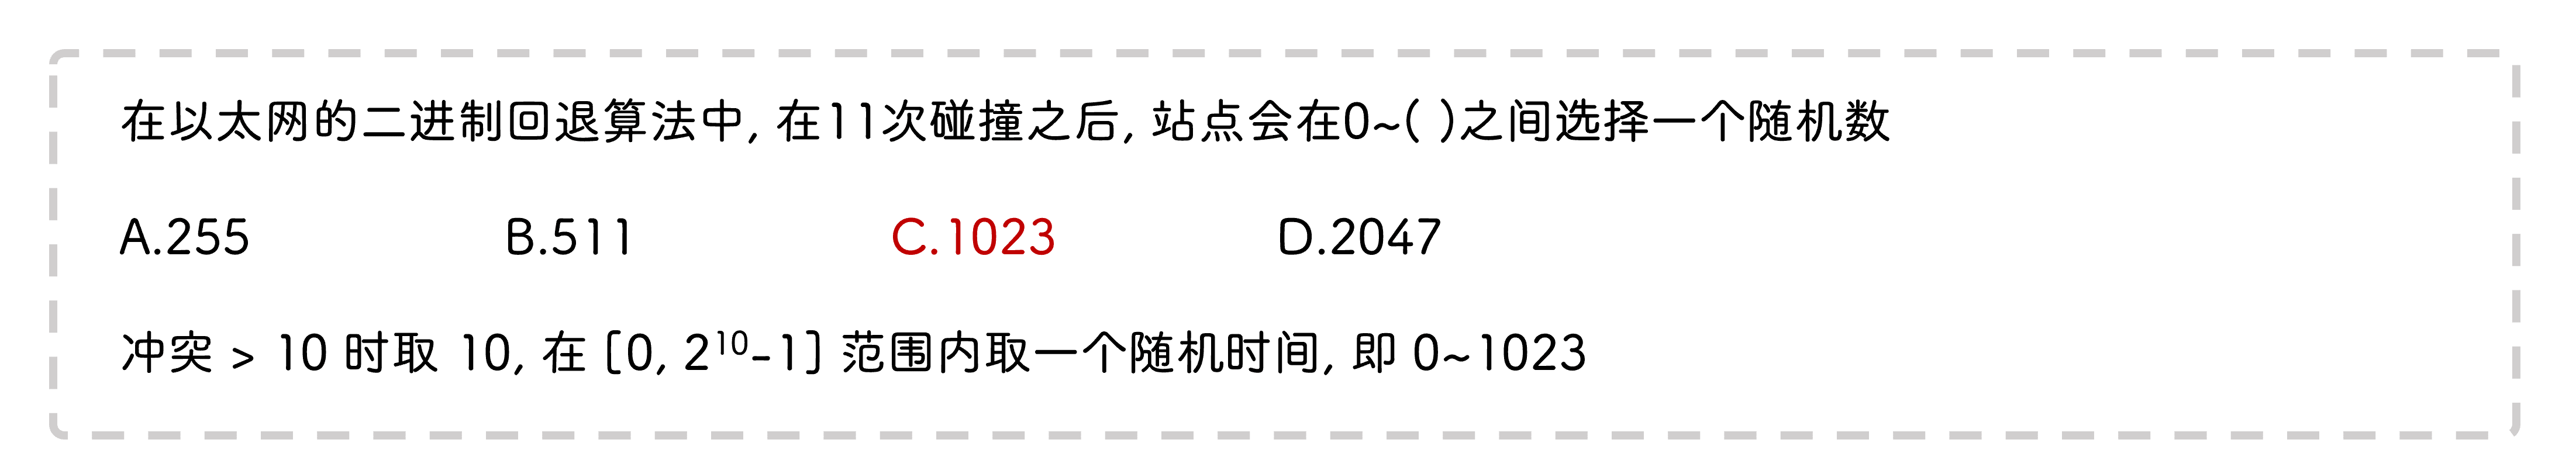 在以太网的二进制回退算法中, 在11次碰撞之后, 站点会在0~( )之间选择一个随机数
A.255 B.511 C.1023 D.2047
冲突 > 10 时取 10, 在 [0, 2¹⁰-1] 范围内取一个随机时间, 即 0~1023